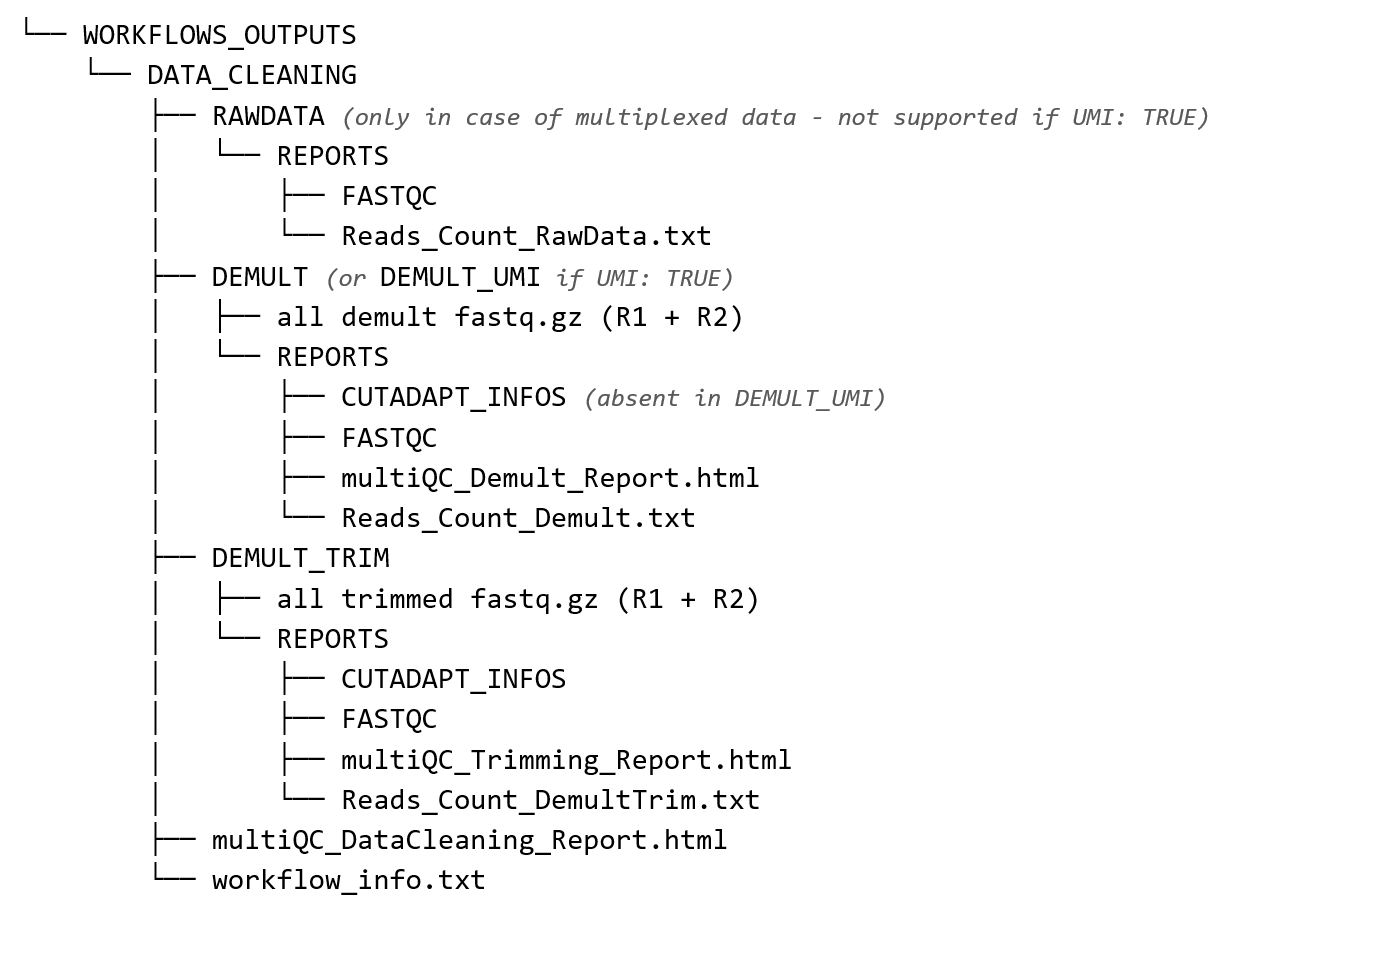 └── WORKFLOWS_OUTPUTS
    └── DATA_CLEANING
        ├── RAWDATA (only in case of multiplexed data - not supported if UMI: TRUE)
        │   └── REPORTS
        │       ├── FASTQC
        │       └── Reads_Count_RawData.txt
        ├── DEMULT (or DEMULT_UMI if UMI: TRUE)
        │   ├── all demult fastq.gz (R1 + R2)
        │   └── REPORTS
        │       ├── CUTADAPT_INFOS (absent in DEMULT_UMI)
        │       ├── FASTQC
        │       ├── multiQC_Demult_Report.html
        │       └── Reads_Count_Demult.txt
        ├── DEMULT_TRIM
        │   ├── all trimmed fastq.gz (R1 + R2)
        │   └── REPORTS
        │       ├── CUTADAPT_INFOS
        │       ├── FASTQC
        │       ├── multiQC_Trimming_Report.html
        │       └── Reads_Count_DemultTrim.txt
        ├── multiQC_DataCleaning_Report.html
        └── workflow_info.txt